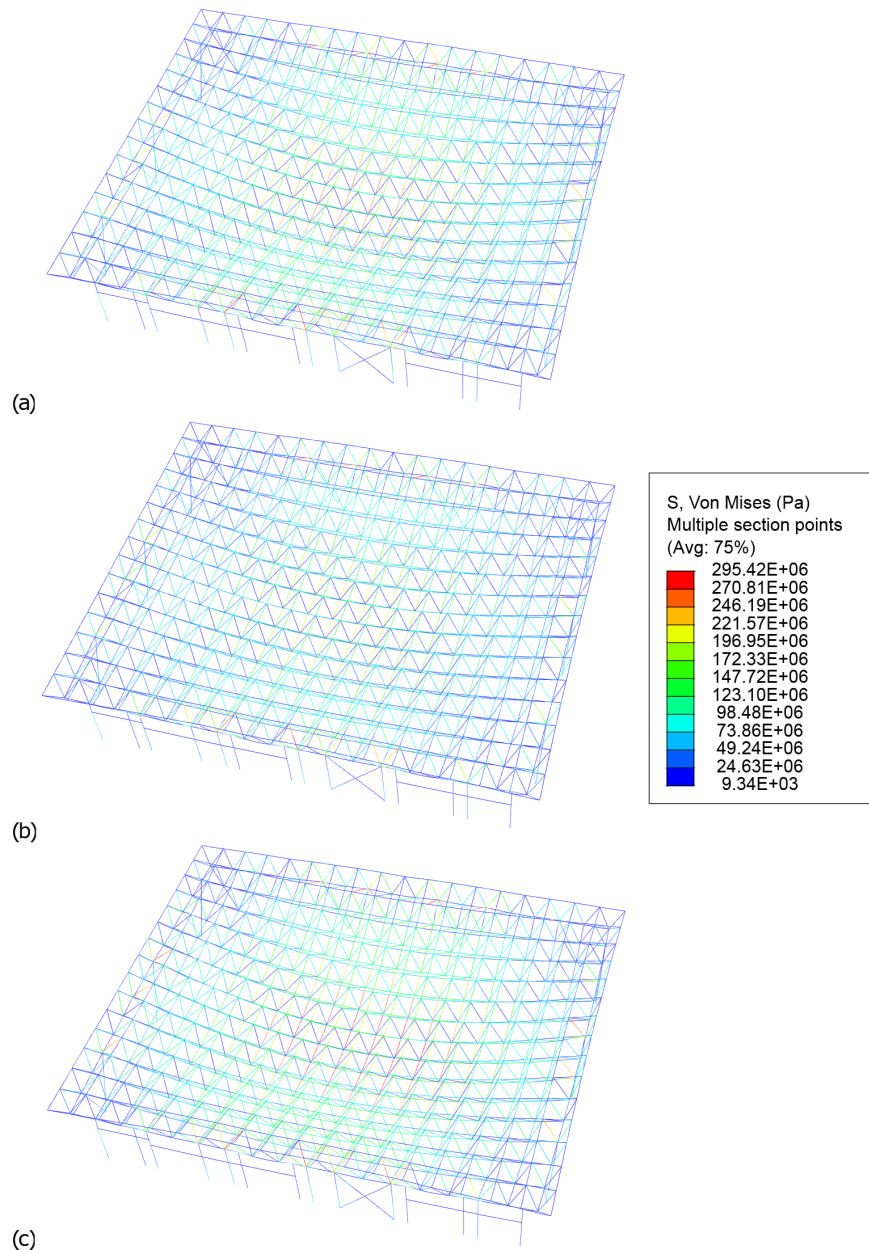 (a)
S, Von Mises (Pa)
Multiple section points
(Avg: 75%)
295.42E+06
270.81E+06
246.19E+06
221.57E+06
196.95E+06
172.33E+06
147.72E+06
123.10E+06
98.48E+06
73.86E+06
49.24E+06
24.63E+06
9.34E+03
(b)
(c)